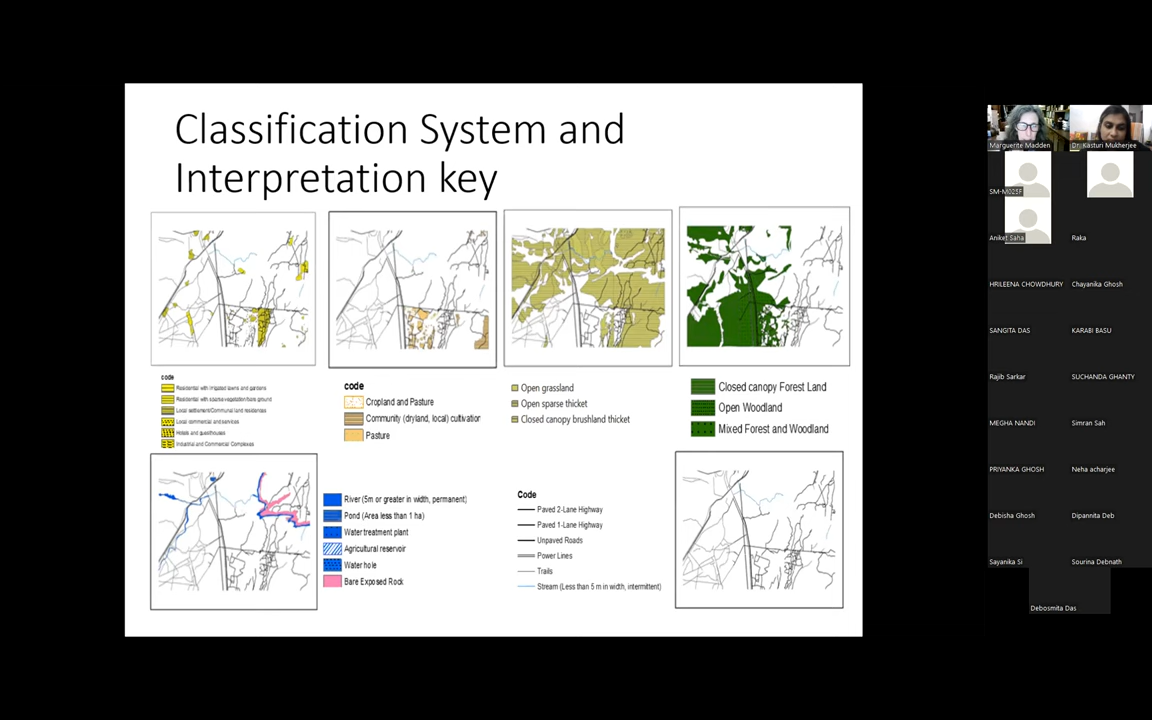 Classification System and
Interpretation key
code
Residential with irrigated lawns and gardens
Residential with sparse vegetation/bare ground
Local settlement/Communal land residences
Local commercial and services
Hotels and guesthouses
Industrial and Commercial Complexes
code
Cropland and Pasture
Community (dryland, local) cultivation
Pasture
Open grassland
Open sparse thicket
Closed canopy brushland thicket
Closed canopy Forest Land
Open Woodland
Mixed Forest and Woodland
River (5m or greater in width, permanent)
Pond (Area less than 1 ha)
Water treatment plant
Agricultural reservoir
Water hole
Bare Exposed Rock
Code
Paved 2-Lane Highway
Paved 1-Lane Highway
Unpaved Roads
Power Lines
Trails
Stream (Less than 5 m in width, intermittent)
Marguerite Madden
Dr. Kasturi Mukherjee
SM-M025F
Aniket Saha
Raka
HRILEENA CHOWDHURY
Chayanika Ghosh
SANGITA DAS
KARABI BASU
Rajib Sarkar
SUCHANDA GHANTY
MEGHA NANDI
Simran Sah
PRIYANKA GHOSH
Neha acharjee
Debisha Ghosh
Dipannita Deb
Sayanika Si
Sourina Debnath
Debosmita Das